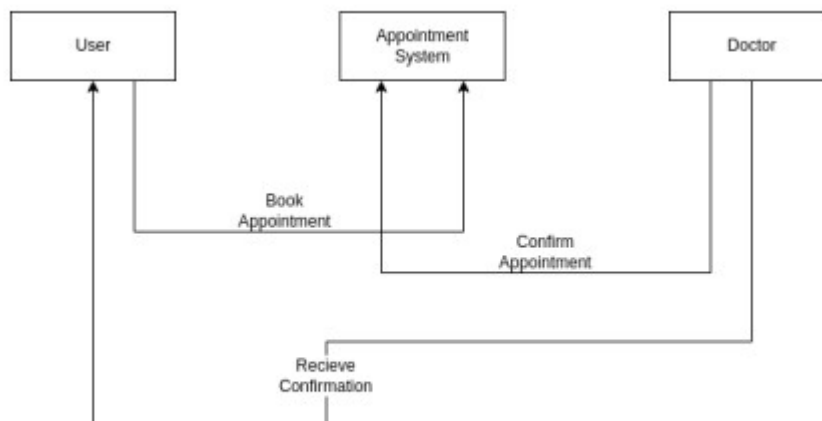 User
Appointment
System
Doctor
Book
Appointment
Confirm
Appointment
Recieve
Confirmation